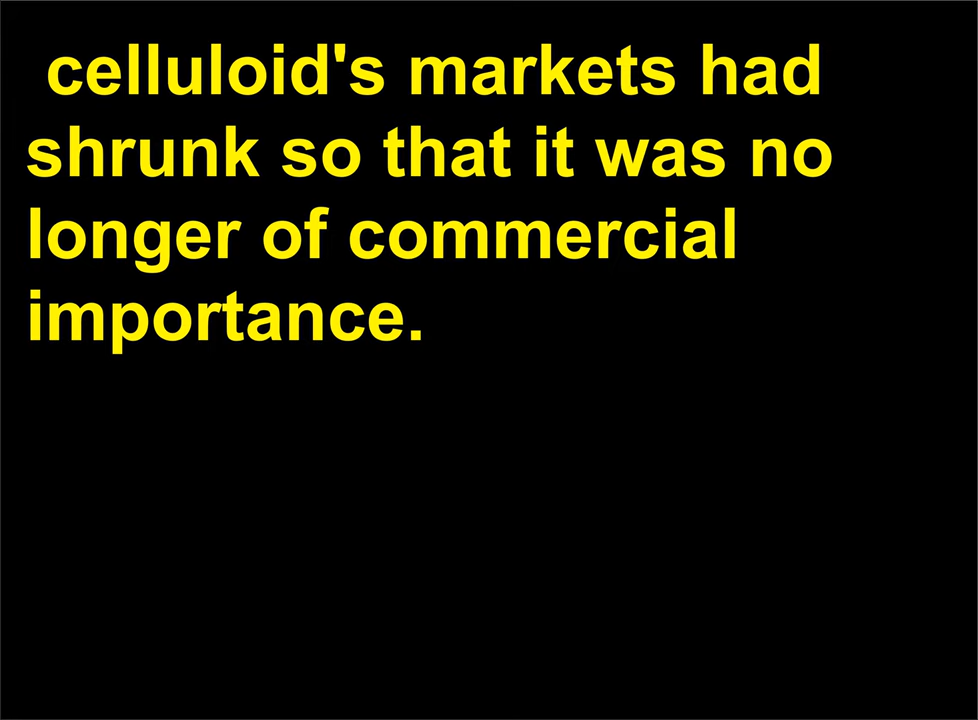 celluloid's markets had
shrunk so that it was no
longer of commercial
importance.